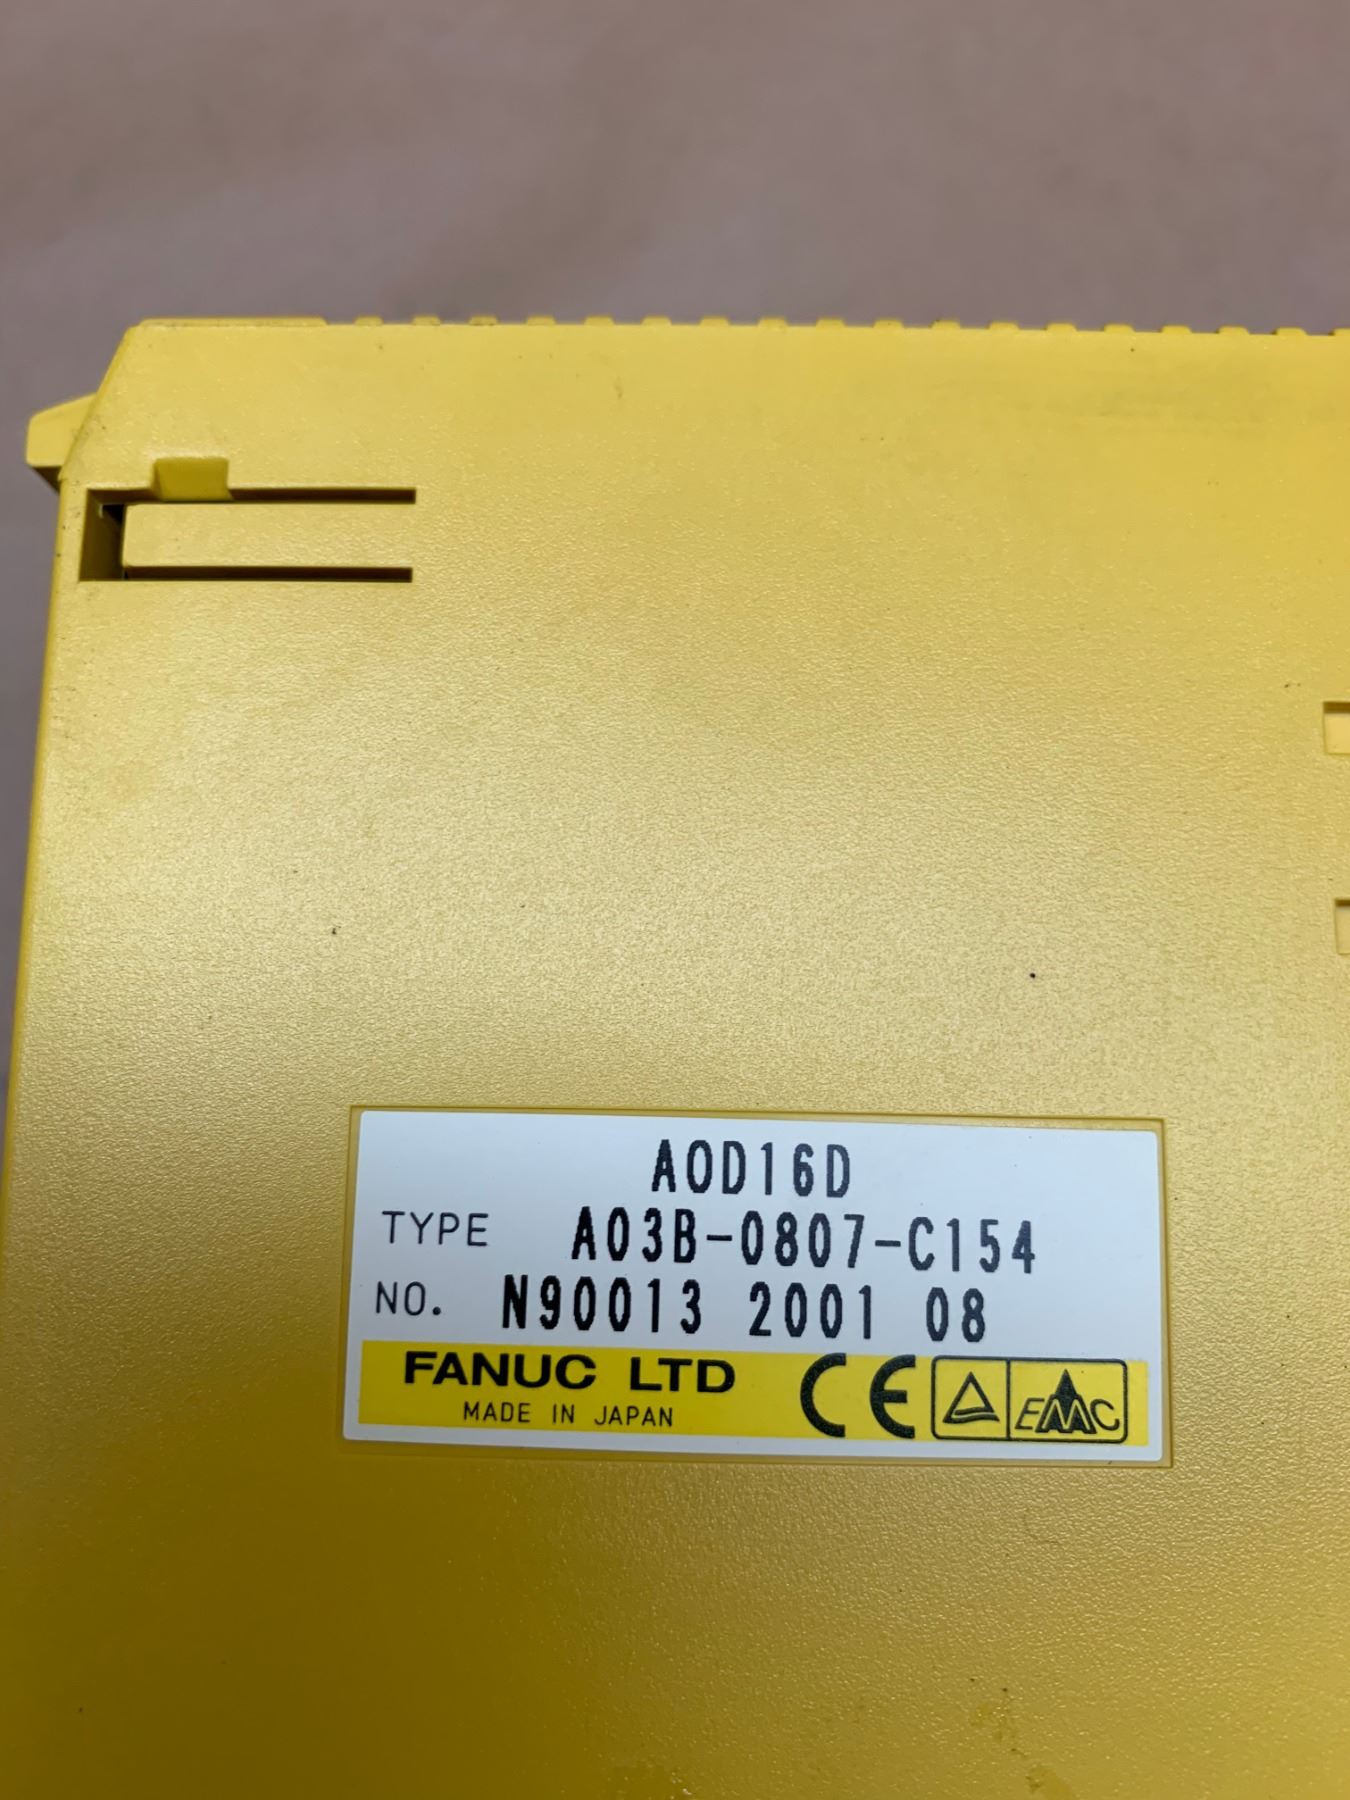 AOD16D
TYPE A03B-0807-C154
NO. N90013 2001 08
FANUC LTD CE EMC
MADE IN JAPAN